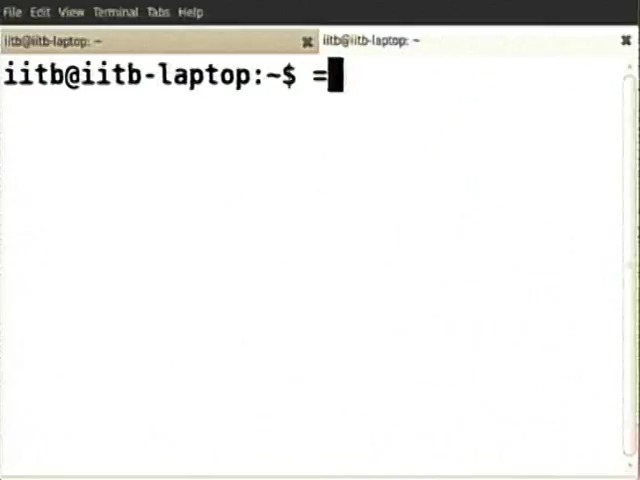 File Edit View Terminal Tabs Help
iitb@iitb-laptop: ~ ✖ iitb@iitb-laptop: ~ ✖
iitb@iitb-laptop:~$ =